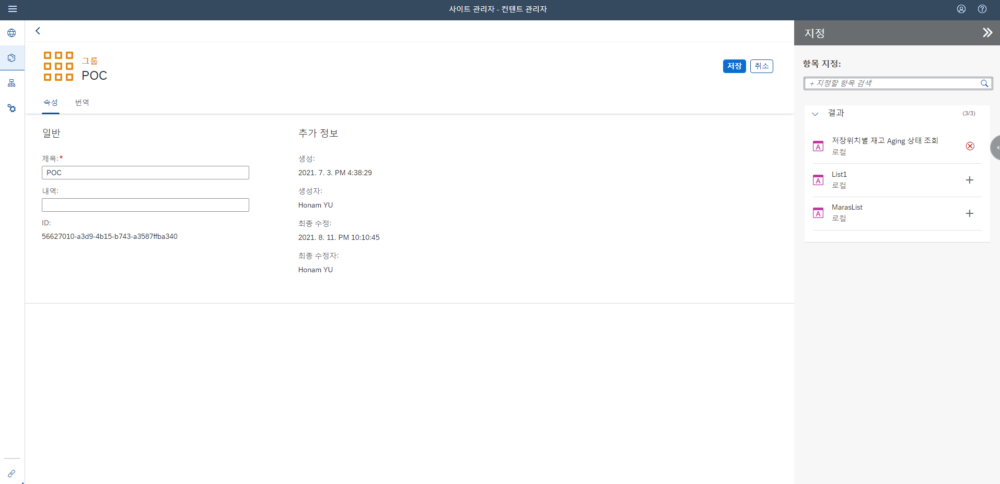 사이트 관리자 - 컨텐트 관리자
그룹
POC
저장
취소
속성
번역
일반
제목:*
POC
내역:
ID:
56627010-a3d9-4b15-b743-a3587ffba340
추가 정보
생성:
2021. 7. 3. PM 4:38:29
생성자:
Honam YU
최종 수정:
2021. 8. 11. PM 10:10:45
최종 수정자:
Honam YU
지정
항목 지정:
+ 지정할 항목 검색
결과
(3/3)
저장위치별 재고 Aging 상태 조회
로컬
List1
로컬
MarasList
로컬